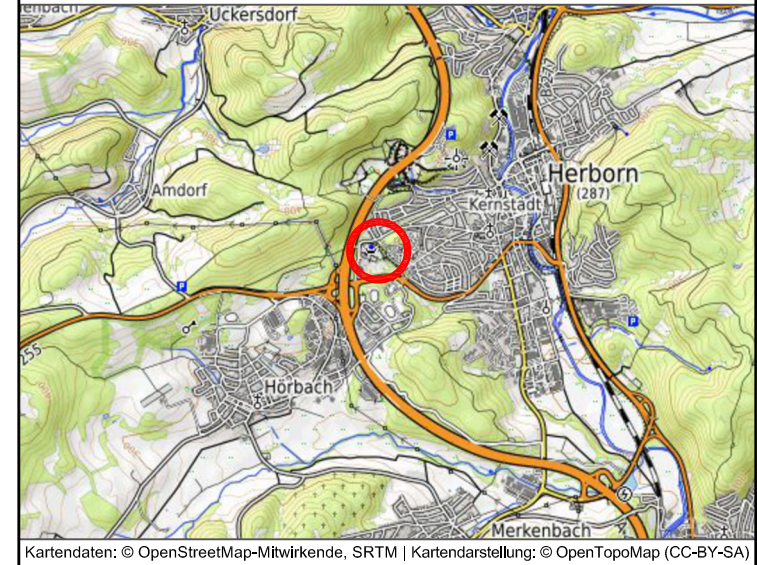 Uckersdorf
Herborn
(287)
Kernstadt
Amdorf
255
Hörbach
Merkenbach
Kartendaten: © OpenStreetMap-Mitwirkende, SRTM | Kartendarstellung: © OpenTopoMap (CC-BY-SA)